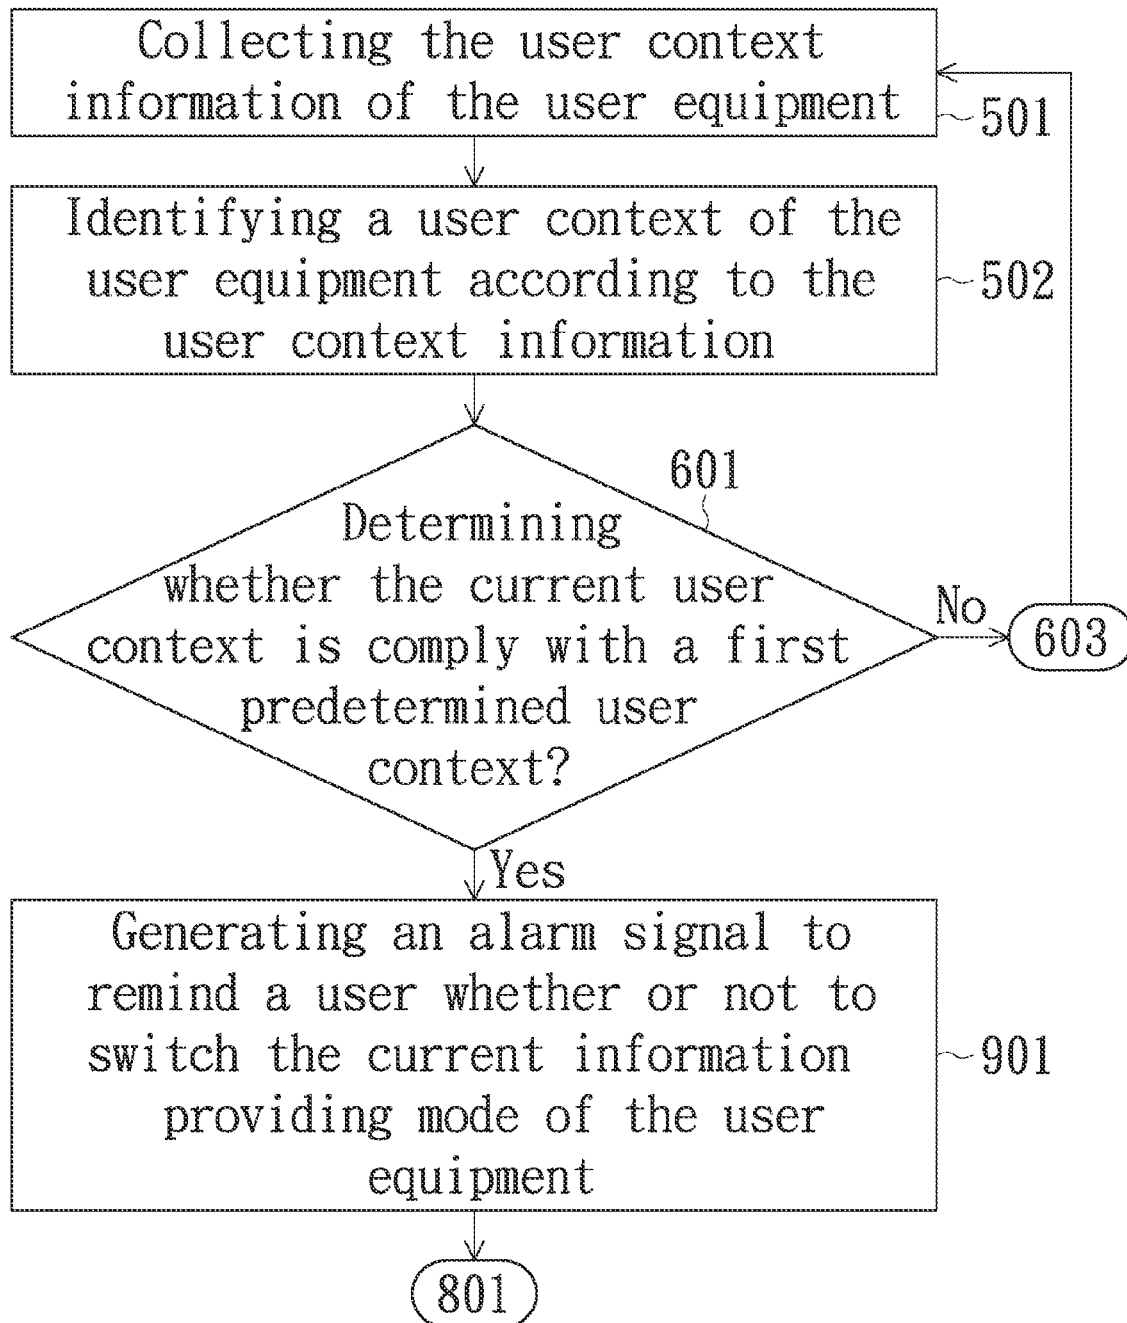 Collecting the user context
information of the user equipment
501
Identifying a user context of the
user equipment according to the
user context information
502
601
Determining
whether the current user
context is comply with a first
predetermined user
context?
No
603
Yes
Generating an alarm signal to
remind a user whether or not to
switch the current information
providing mode of the user
equipment
901
801